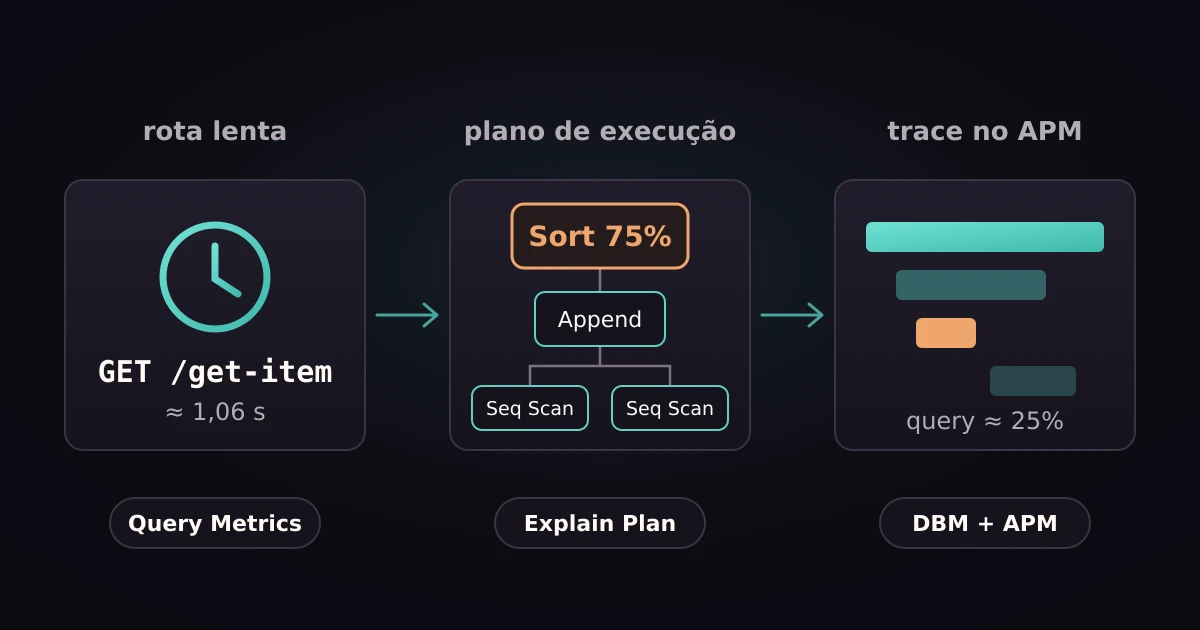 rota lenta
plano de execução
trace no APM
GET /get-item
≈ 1,06 s
Sort 75%
Append
Seq Scan
Seq Scan
query ≈ 25%
Query Metrics
Explain Plan
DBM + APM